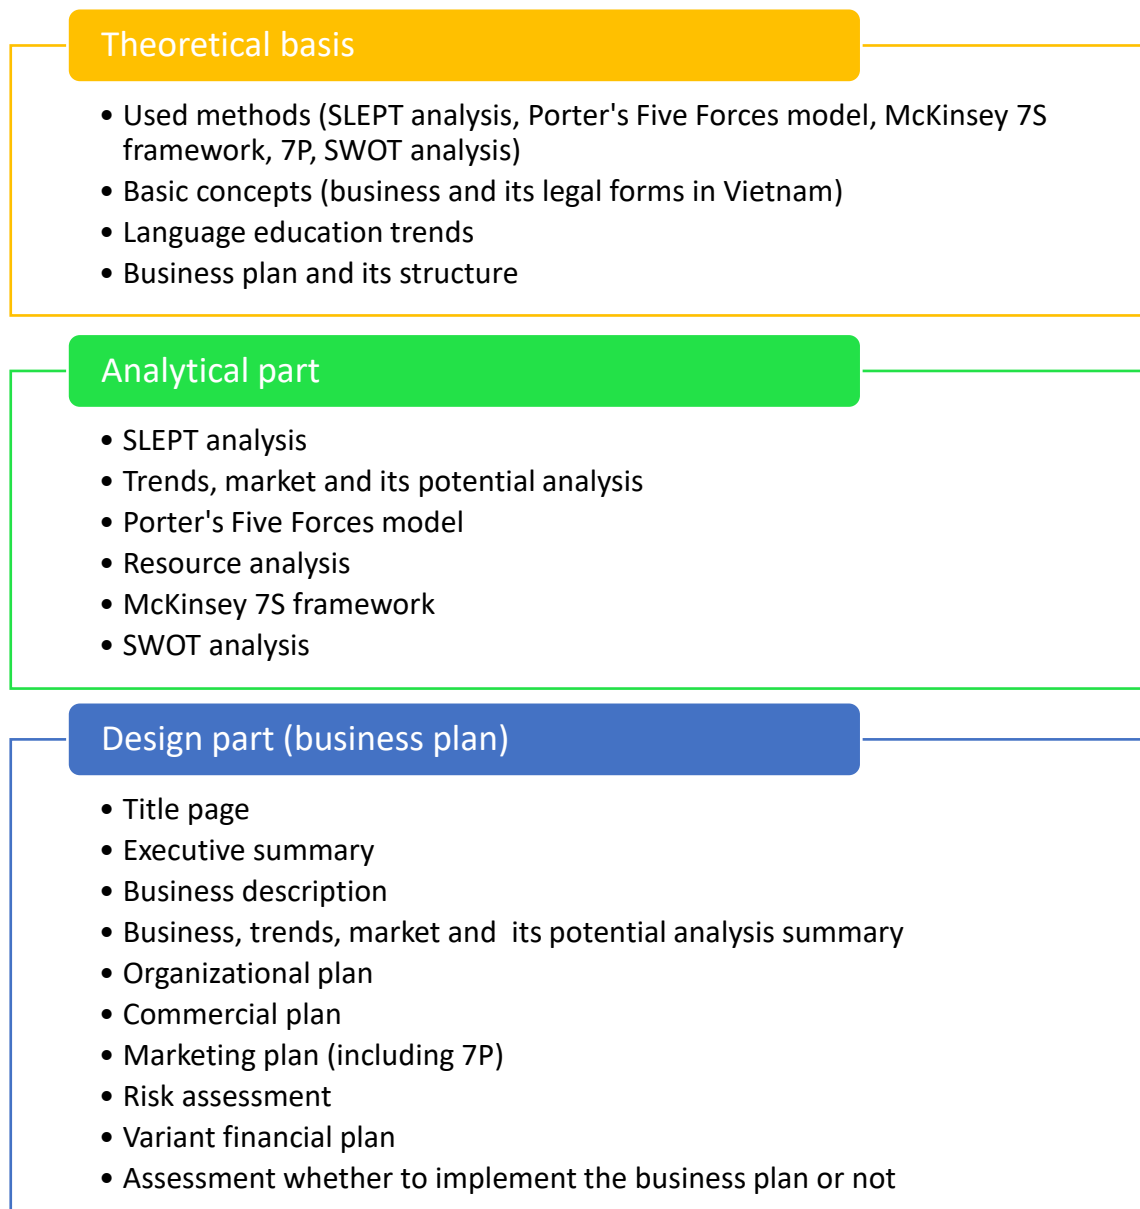 Theoretical basis
• Used methods (SLEPT analysis, Porter's Five Forces model, McKinsey 7S
framework, 7P, SWOT analysis)
• Basic concepts (business and its legal forms in Vietnam)
• Language education trends
• Business plan and its structure
Analytical part
• SLEPT analysis
• Trends, market and its potential analysis
• Porter's Five Forces model
• Resource analysis
• McKinsey 7S framework
• SWOT analysis
Design part (business plan)
• Title page
• Executive summary
• Business description
• Business, trends, market and  its potential analysis summary
• Organizational plan
• Commercial plan
• Marketing plan (including 7P)
• Risk assessment
• Variant financial plan
• Assessment whether to implement the business plan or not